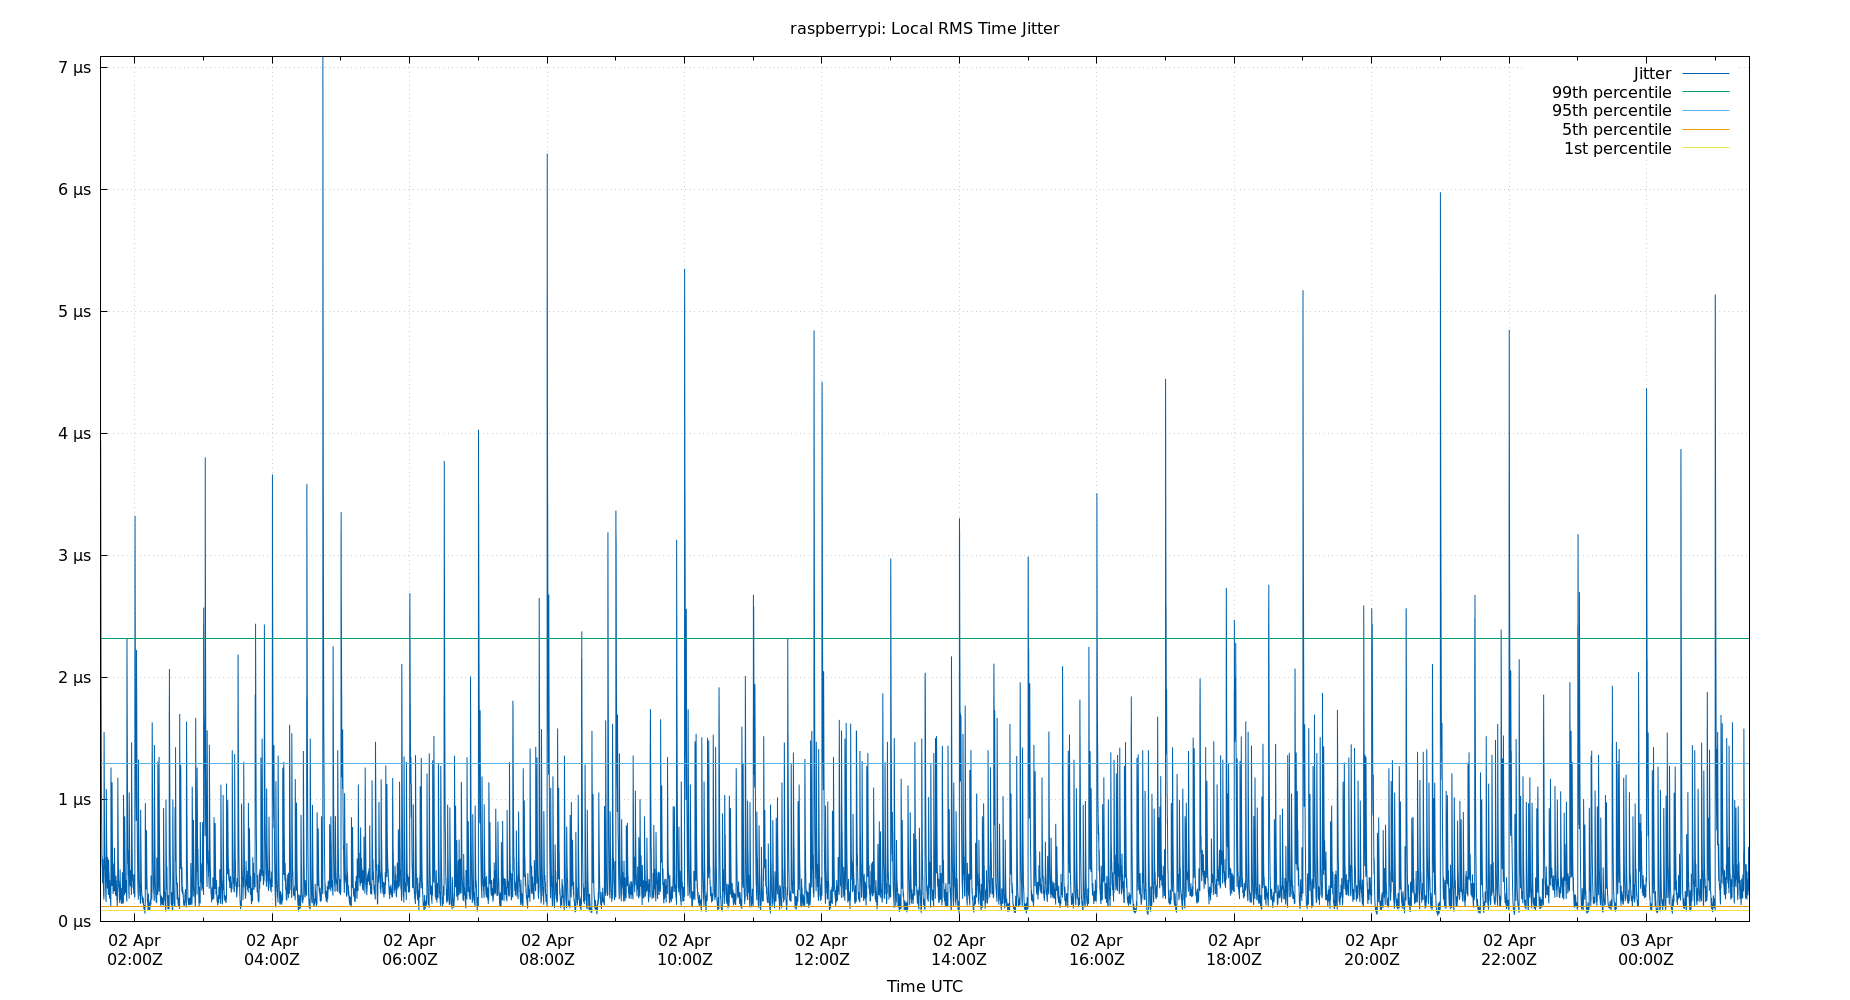 raspberrypi: Local RMS Time Jitter
7 µs
6 µs
5 µs
4 µs
3 µs
2 µs
1 µs
0 µs
Jitter
99th percentile
95th percentile
5th percentile
1st percentile
02 Apr 02 Apr 02 Apr 02 Apr 02 Apr 02 Apr 02 Apr 02 Apr 02 Apr 02 Apr 02 Apr 03 Apr
02:00Z 04:00Z 06:00Z 08:00Z 10:00Z 12:00Z 14:00Z 16:00Z 18:00Z 20:00Z 22:00Z 00:00Z
Time UTC